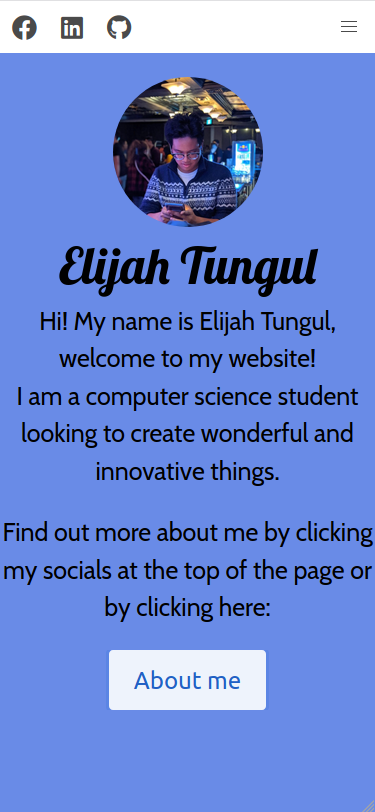 Elijah Tungul
Hi! My name is Elijah Tungul,
welcome to my website!
I am a computer science student
looking to create wonderful and
innovative things.
Find out more about me by clicking
my socials at the top of the page or
by clicking here:
About me